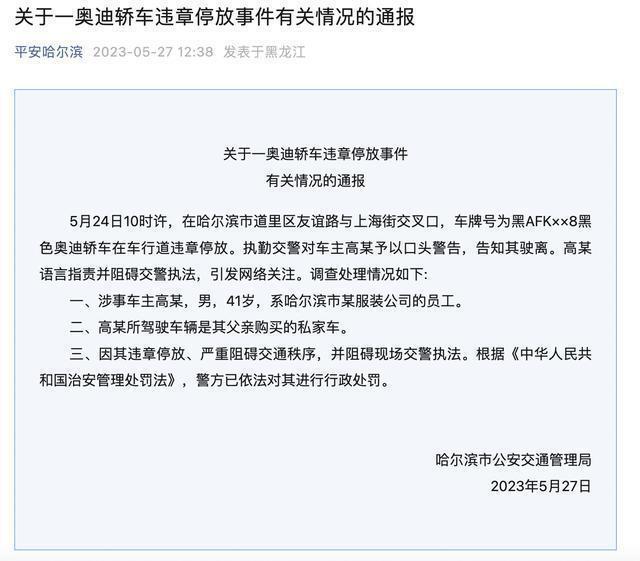 关于一奥迪轿车违章停放事件有关情况的通报
平安哈尔滨 2023-05-27 12:38 发表于黑龙江
关于一奥迪轿车违章停放事件
有关情况的通报
5月24日10时许，在哈尔滨市道里区友谊路与上海街交叉口，车牌号为黑AFK××8黑
色奥迪轿车在车行道违章停放。执勤交警对车主高某予以口头警告，告知其驶离。高某
语言指责并阻碍交警执法，引发网络关注。调查处理情况如下:
一、涉事车主高某，男，41岁，系哈尔滨市某服装公司的员工。
二、高某所驾驶车辆是其父亲购买的私家车。
三、因其违章停放、严重阻碍交通秩序，并阻碍现场交警执法。根据《中华人民共
和国治安管理处罚法》，警方已依法对其进行行政处罚。
哈尔滨市公安交通管理局
2023年5月27日